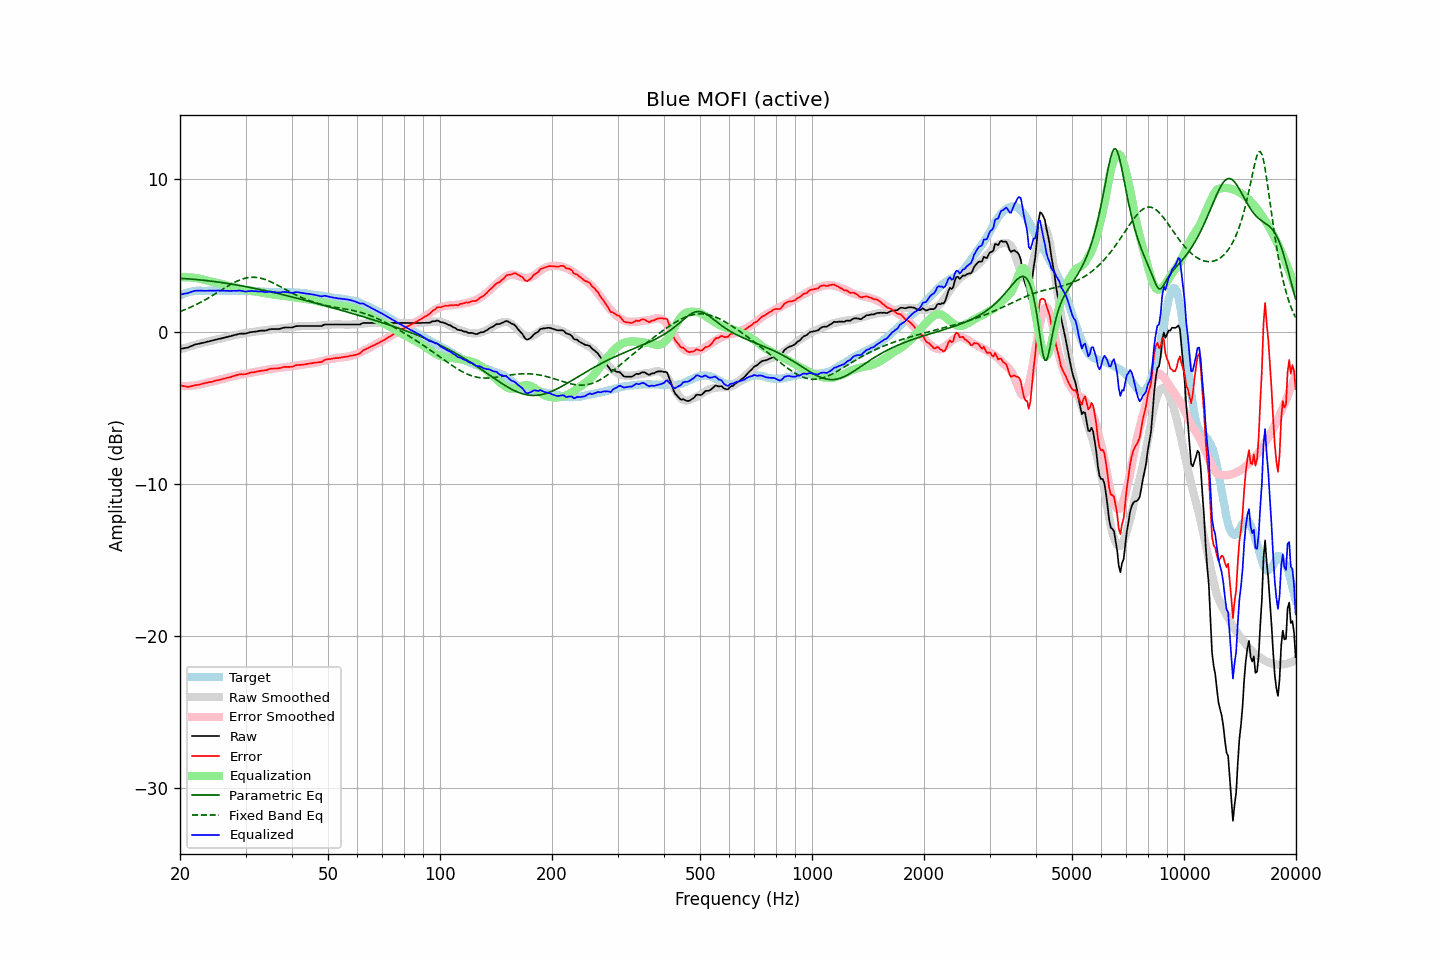 Blue MOFI (active)
10
0
−10
−20
−30
Amplitude (dBr)
Target
Raw Smoothed
Error Smoothed
Raw
Error
Equalization
Parametric Eq
Fixed Band Eq
Equalized
20 50 100 200 500 1000 2000 5000 10000 20000
Frequency (Hz)